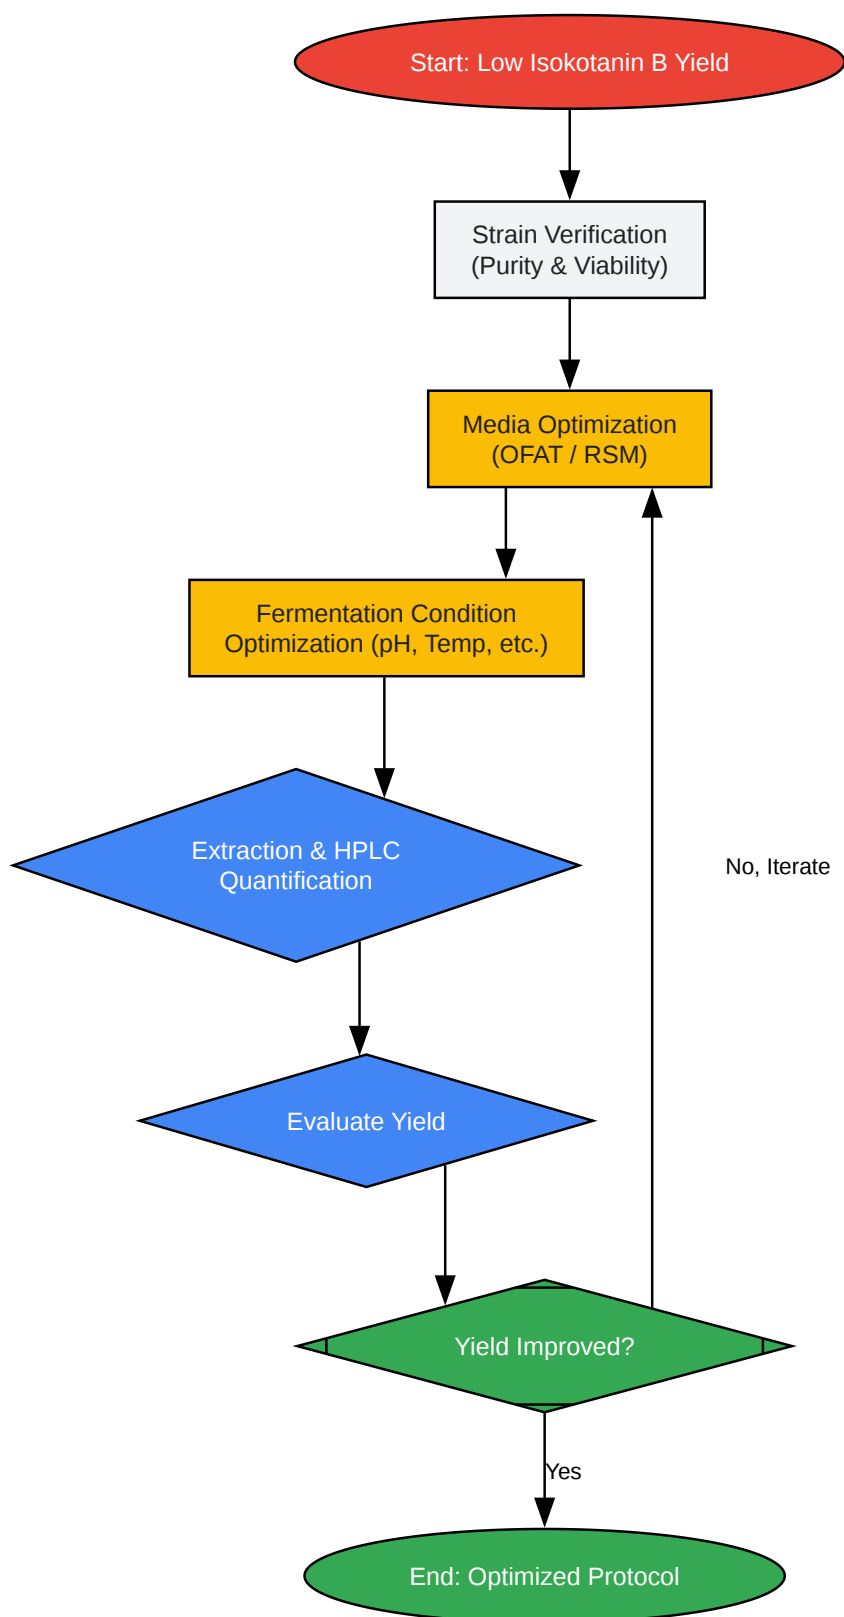 Start: Low Isokotanin B Yield
Strain Verification
(Purity & Viability)
Media Optimization
(OFAT / RSM)
Fermentation Condition
Optimization (pH, Temp, etc.)
Extraction & HPLC
Quantification
No, Iterate
Evaluate Yield
Yield Improved?
Yes
End: Optimized Protocol